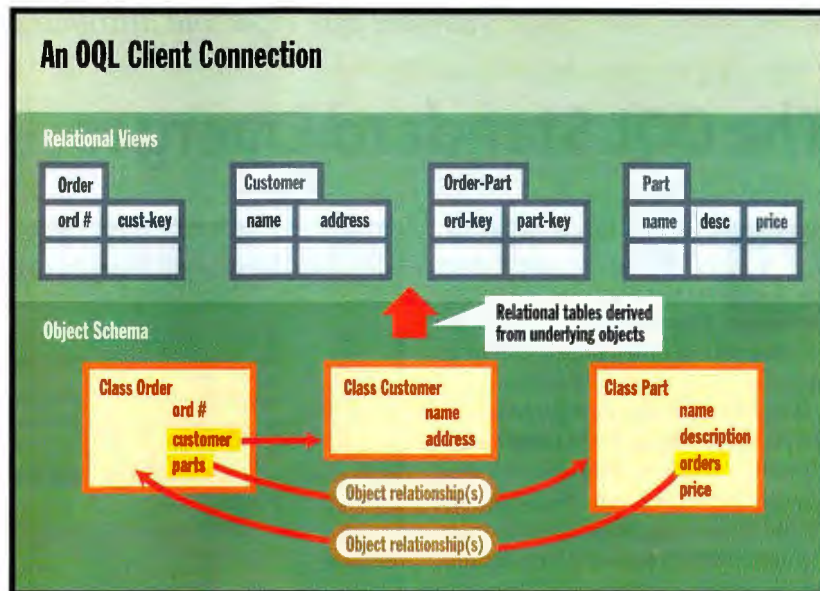 An OQL Client Connection
Relational Views
Order
ord #
cust-key
Customer
name
address
Order-Part
ord-key
part-key
Part
name
desc
price
Relational tables derived
from underlying objects
Object Schema
Class Order
ord #
customer
parts
Class Customer
name
address
Class Part
name
description
orders
price
Object relationship(s)
Object relationship(s)